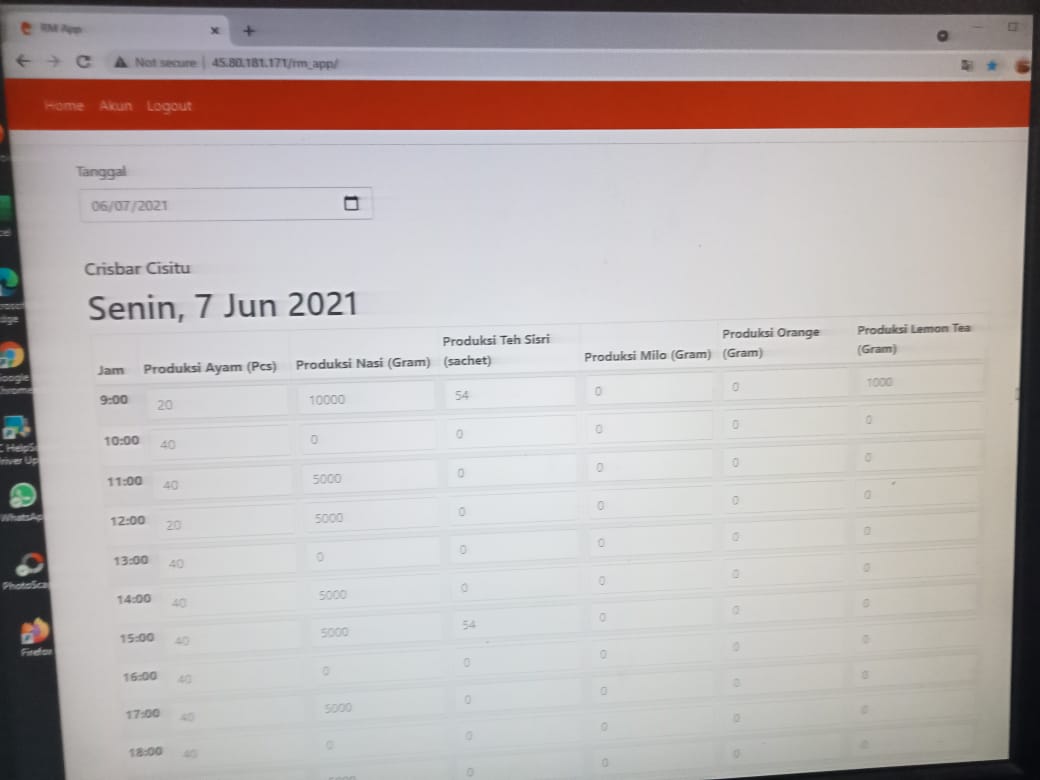 RM App
Not secure | 45.80.181.171/rm_app/
Home Akun Logout
Tanggal
06/07/2021
Crisbar Cisitu
Senin, 7 Jun 2021
Jam Produksi Ayam (Pcs) Produksi Nasi (Gram) Produksi Teh Sisri (sachet) Produksi Milo (Gram) Produksi Orange (Gram) Produksi Lemon Tea (Gram)
9:00 20 10000 54 0 0 1000
10:00 40 0 0 0 0 0
11:00 40 5000 0 0 0 0
12:00 20 5000 0 0 0 0
13:00 40 0 0 0 0 0
14:00 40 5000 0 0 0 0
15:00 40 5000 54 0 0 0
16:00 40 0 0 0 0 0
17:00 40 5000 0 0 0 0
18:00 40 0 0 0 0 0
0 0 0
WhatsAp
PhotoSca
Firefox